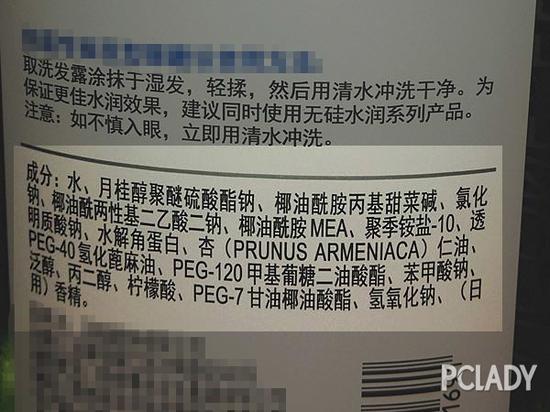 取洗发露涂抹于湿发，轻揉，然后用清水冲洗干净。为
保证更佳水润效果，建议同时使用无硅水润系列产品。
注意：如不慎入眼，立即用清水冲洗。
成分：水、月桂醇聚醚硫酸酯钠、椰油酰胺丙基甜菜碱、氯化
钠、椰油酰两性基二乙酸二钠、椰油酰胺MEA、聚季铵盐-10、透
明质酸钠、水解角蛋白、杏（PRUNUS ARMENIACA）仁油、
PEG-40氢化蓖麻油、PEG-120甲基葡糖二油酸酯、苯甲酸钠、
泛醇、丙二醇、柠檬酸、PEG-7甘油椰油酸酯、氢氧化钠、（日
用）香精。
PCLADY